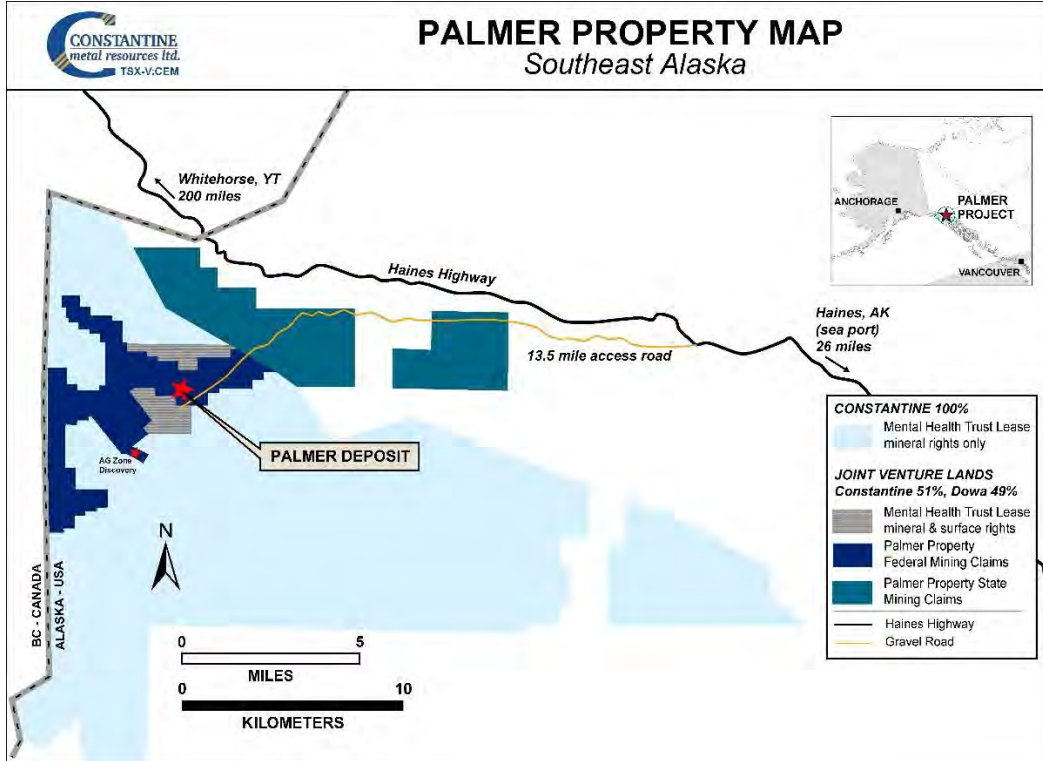 CONSTANTINE
metal resources ltd.
TSX-V:CEM
PALMER PROPERTY MAP
Southeast Alaska
Whitehorse, YT
200 miles
Haines Highway
ANCHORAGE
PALMER
PROJECT
VANCOUVER
Haines, AK
(sea port)
26 miles
13.5 mile access road
PALMER DEPOSIT
AG Zone
Discovery
N
BC - CANADA
ALASKA - USA
0 5
MILES
0 10
KILOMETERS
CONSTANTINE 100%
Mental Health Trust Lease
mineral rights only
JOINT VENTURE LANDS
Constantine 51%, Dowa 49%
Mental Health Trust Lease
mineral & surface rights
Palmer Property
Federal Mining Claims
Palmer Property State
Mining Claims
Haines Highway
Gravel Road